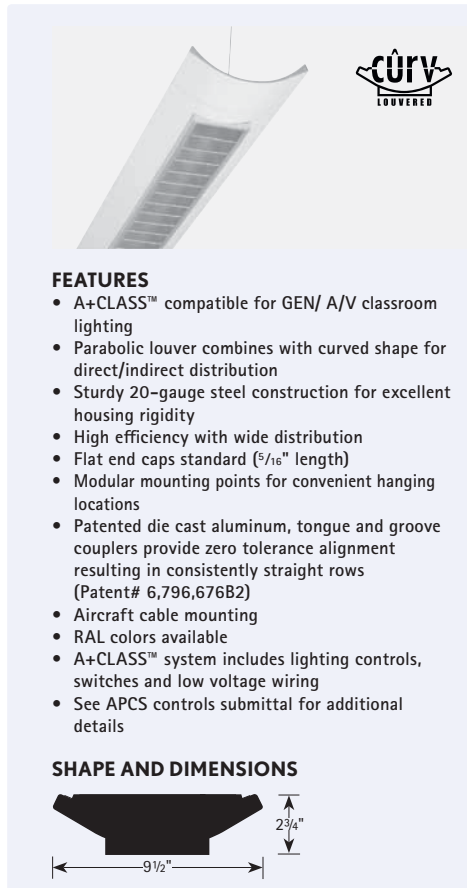 cûrv
LOUVERED
FEATURES
• A+CLASS™ compatible for GEN/ A/V classroom
lighting
• Parabolic louver combines with curved shape for
direct/indirect distribution
• Sturdy 20-gauge steel construction for excellent
housing rigidity
• High efficiency with wide distribution
• Flat end caps standard (5/16" length)
• Modular mounting points for convenient hanging
locations
• Patented die cast aluminum, tongue and groove
couplers provide zero tolerance alignment
resulting in consistently straight rows
(Patent# 6,796,676B2)
• Aircraft cable mounting
• RAL colors available
• A+CLASS™ system includes lighting controls,
switches and low voltage wiring
• See APCS controls submittal for additional
details
SHAPE AND DIMENSIONS
2 3/4"
9 1/2"